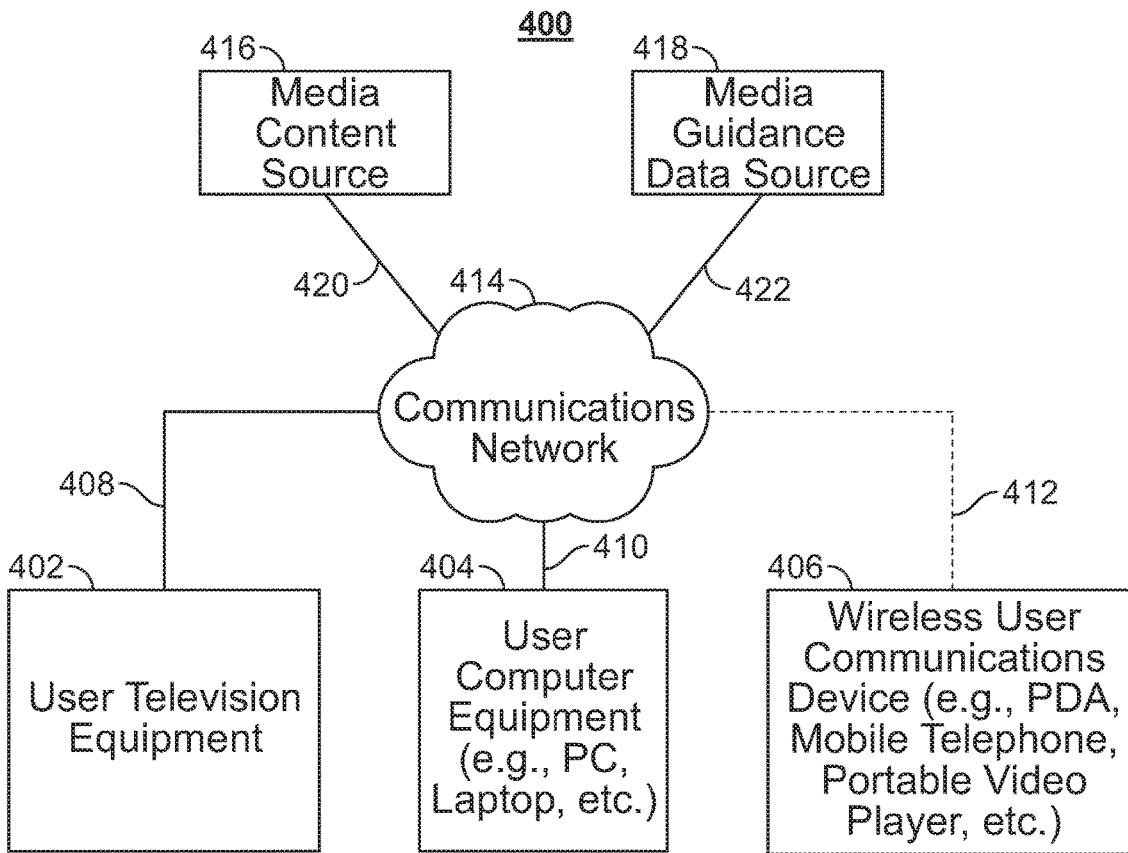 400
416
418
Media
Content
Source
Media
Guidance
Data Source
420
414
422
Communications
Network
408
412
410
402
404
406
User Television
Equipment
User
Computer
Equipment
(e.g., PC,
Laptop, etc.)
Wireless User
Communications
Device (e.g., PDA,
Mobile Telephone,
Portable Video
Player, etc.)